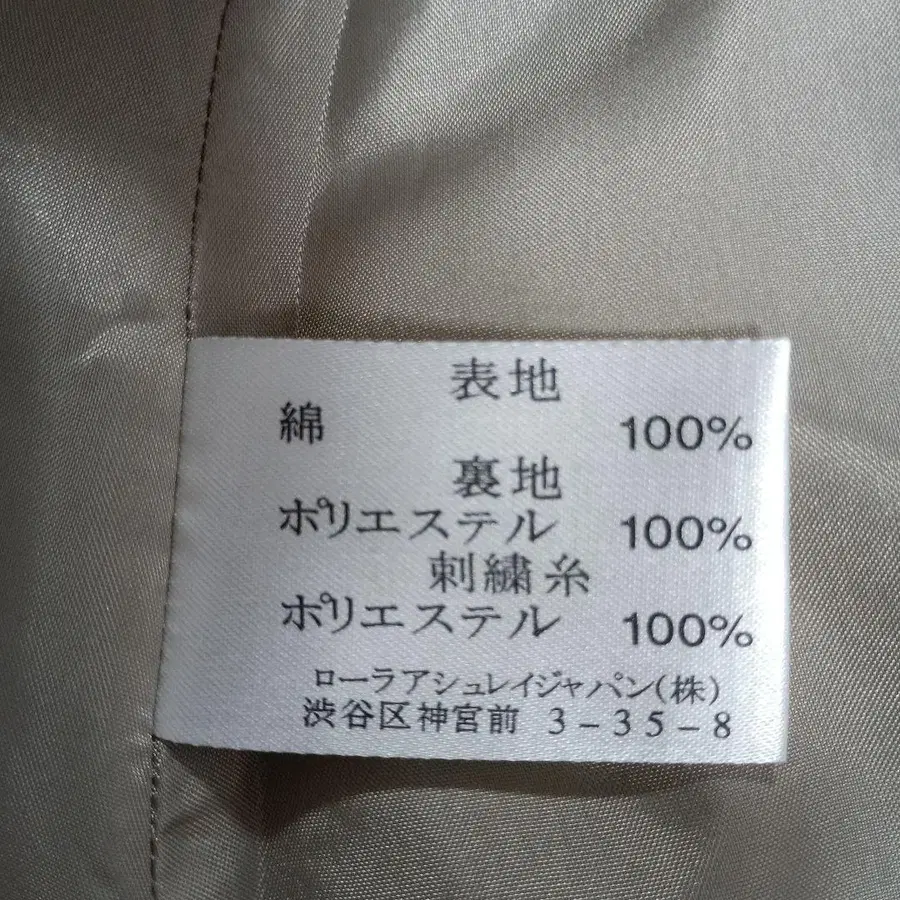 表地
綿 100%
裏地
ポリエステル 100%
刺繍糸
ポリエステル 100%
ローラアシュレイジャパン(株)
渋谷区神宮前 3-35-8